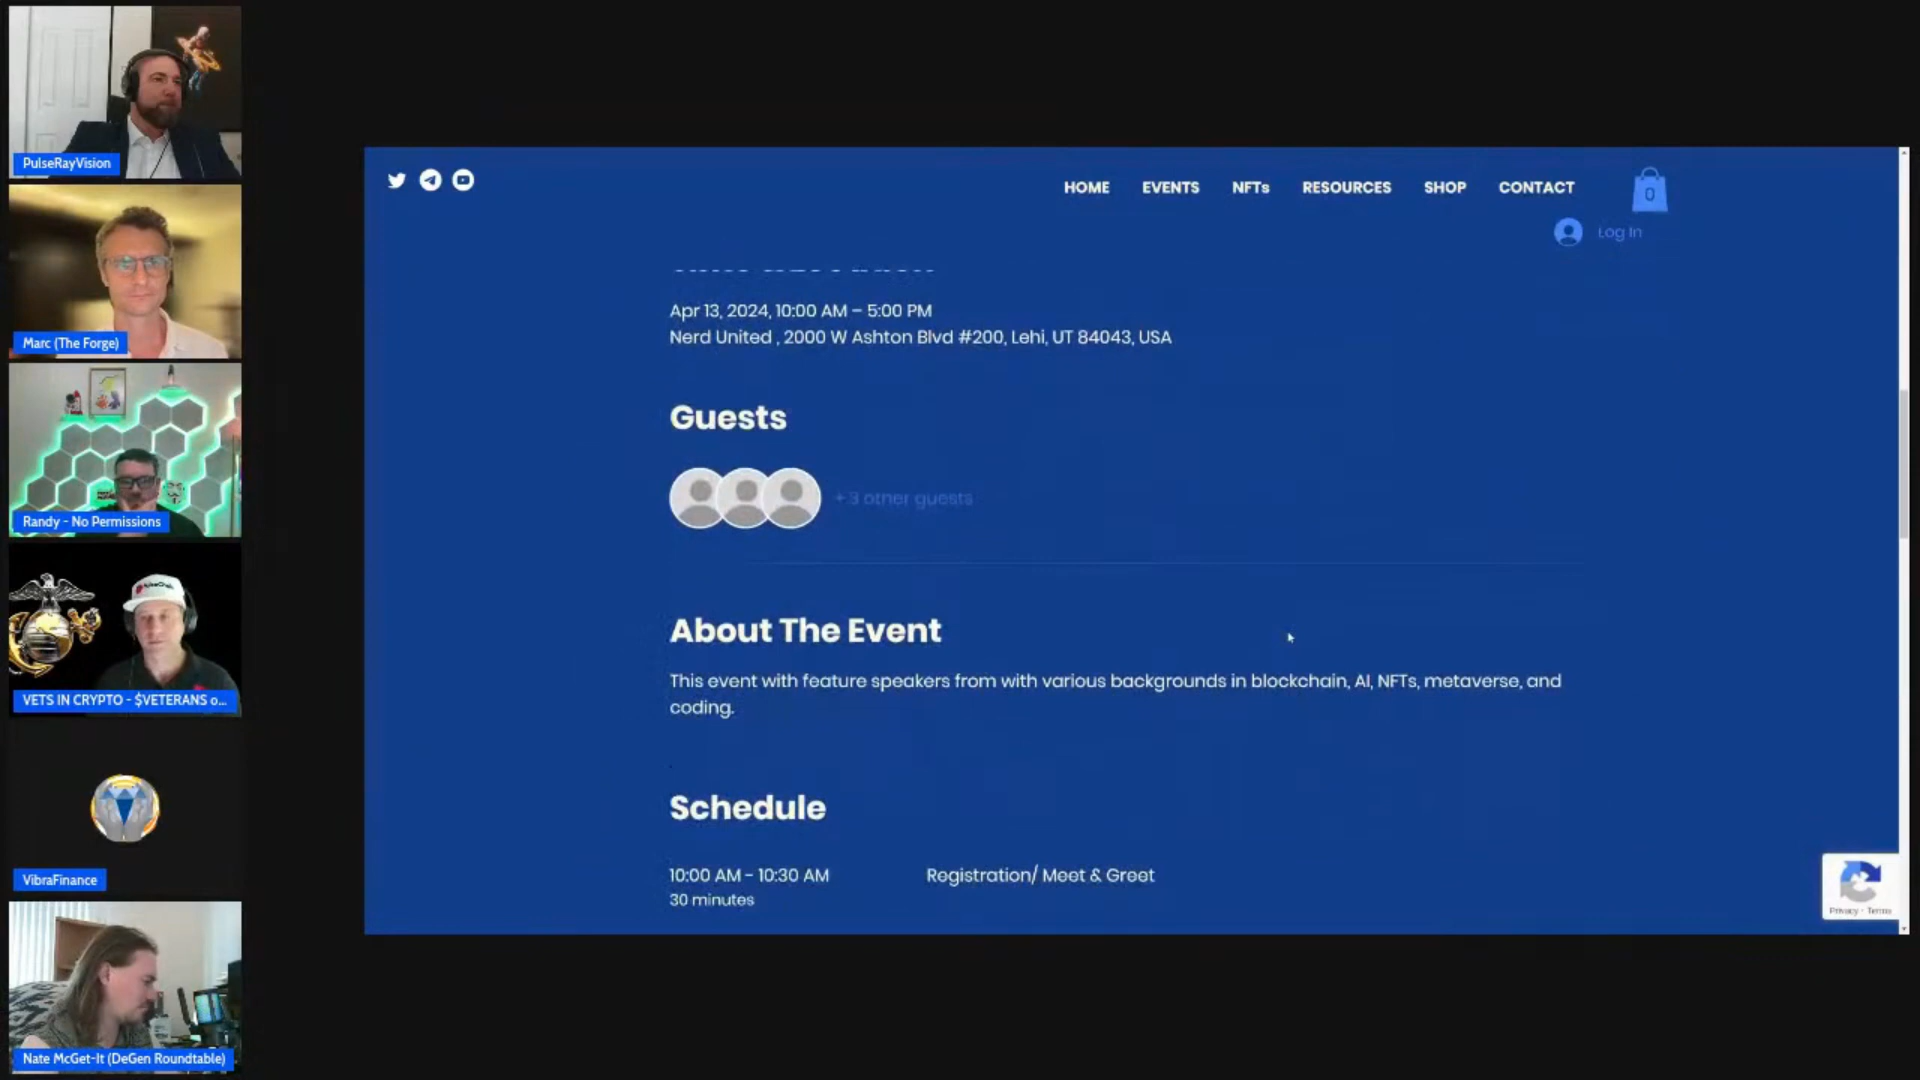 PulseRayVision
Marc (The Forge)
Randy - No Permissions
VETS IN CRYPTO - $VETERANS o...
VibraFinance
Nate McGet-It (DeGen Roundtable)
HOME EVENTS NFTs RESOURCES SHOP CONTACT
0
Log In
Apr 13, 2024, 10:00 AM – 5:00 PM
Nerd United , 2000 W Ashton Blvd #200, Lehi, UT 84043, USA
Guests
+ 3 other guests
About The Event
This event with feature speakers from with various backgrounds in blockchain, AI, NFTs, metaverse, and
coding.
Schedule
10:00 AM - 10:30 AM Registration/ Meet & Greet
30 minutes
Privacy - Terms